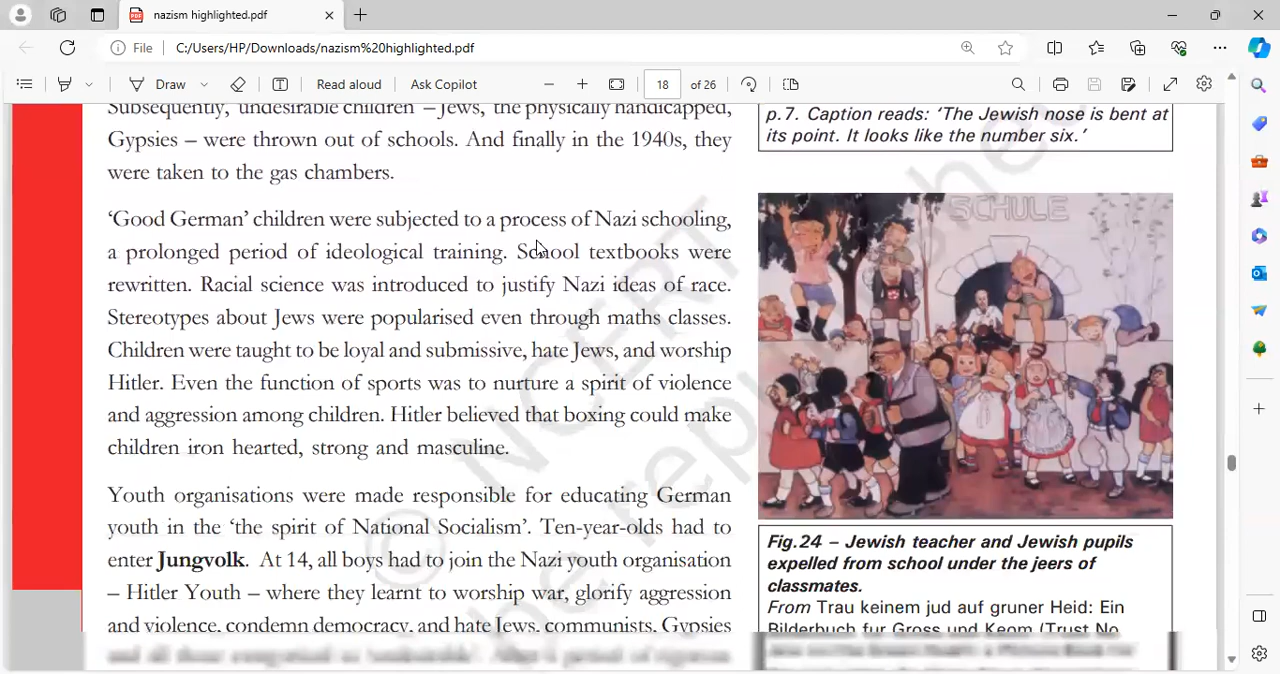 nazism highlighted.pdf
File
C:/Users/HP/Downloads/nazism%20highlighted.pdf
Draw
Read aloud
Ask Copilot
18
of 26
Subsequently, undesirable children – Jews, the physically handicapped,
Gypsies – were thrown out of schools. And finally in the 1940s, they
were taken to the gas chambers.
‘Good German’ children were subjected to a process of Nazi schooling,
a prolonged period of ideological training. School textbooks were
rewritten. Racial science was introduced to justify Nazi ideas of race.
Stereotypes about Jews were popularised even through maths classes.
Children were taught to be loyal and submissive, hate Jews, and worship
Hitler. Even the function of sports was to nurture a spirit of violence
and aggression among children. Hitler believed that boxing could make
children iron hearted, strong and masculine.
Youth organisations were made responsible for educating German
youth in the ‘the spirit of National Socialism’. Ten-year-olds had to
enter Jungvolk. At 14, all boys had to join the Nazi youth organisation
– Hitler Youth – where they learnt to worship war, glorify aggression
and violence, condemn democracy, and hate Jews, communists, Gypsies
p.7. Caption reads: ‘The Jewish nose is bent at
its point. It looks like the number six.’
SCHULE
Fig.24 – Jewish teacher and Jewish pupils
expelled from school under the jeers of
classmates.
From Trau keinem jud auf gruner Heid: Ein
Bilderbuch fur Gross und Keom (Trust No
© NCERT
be republished